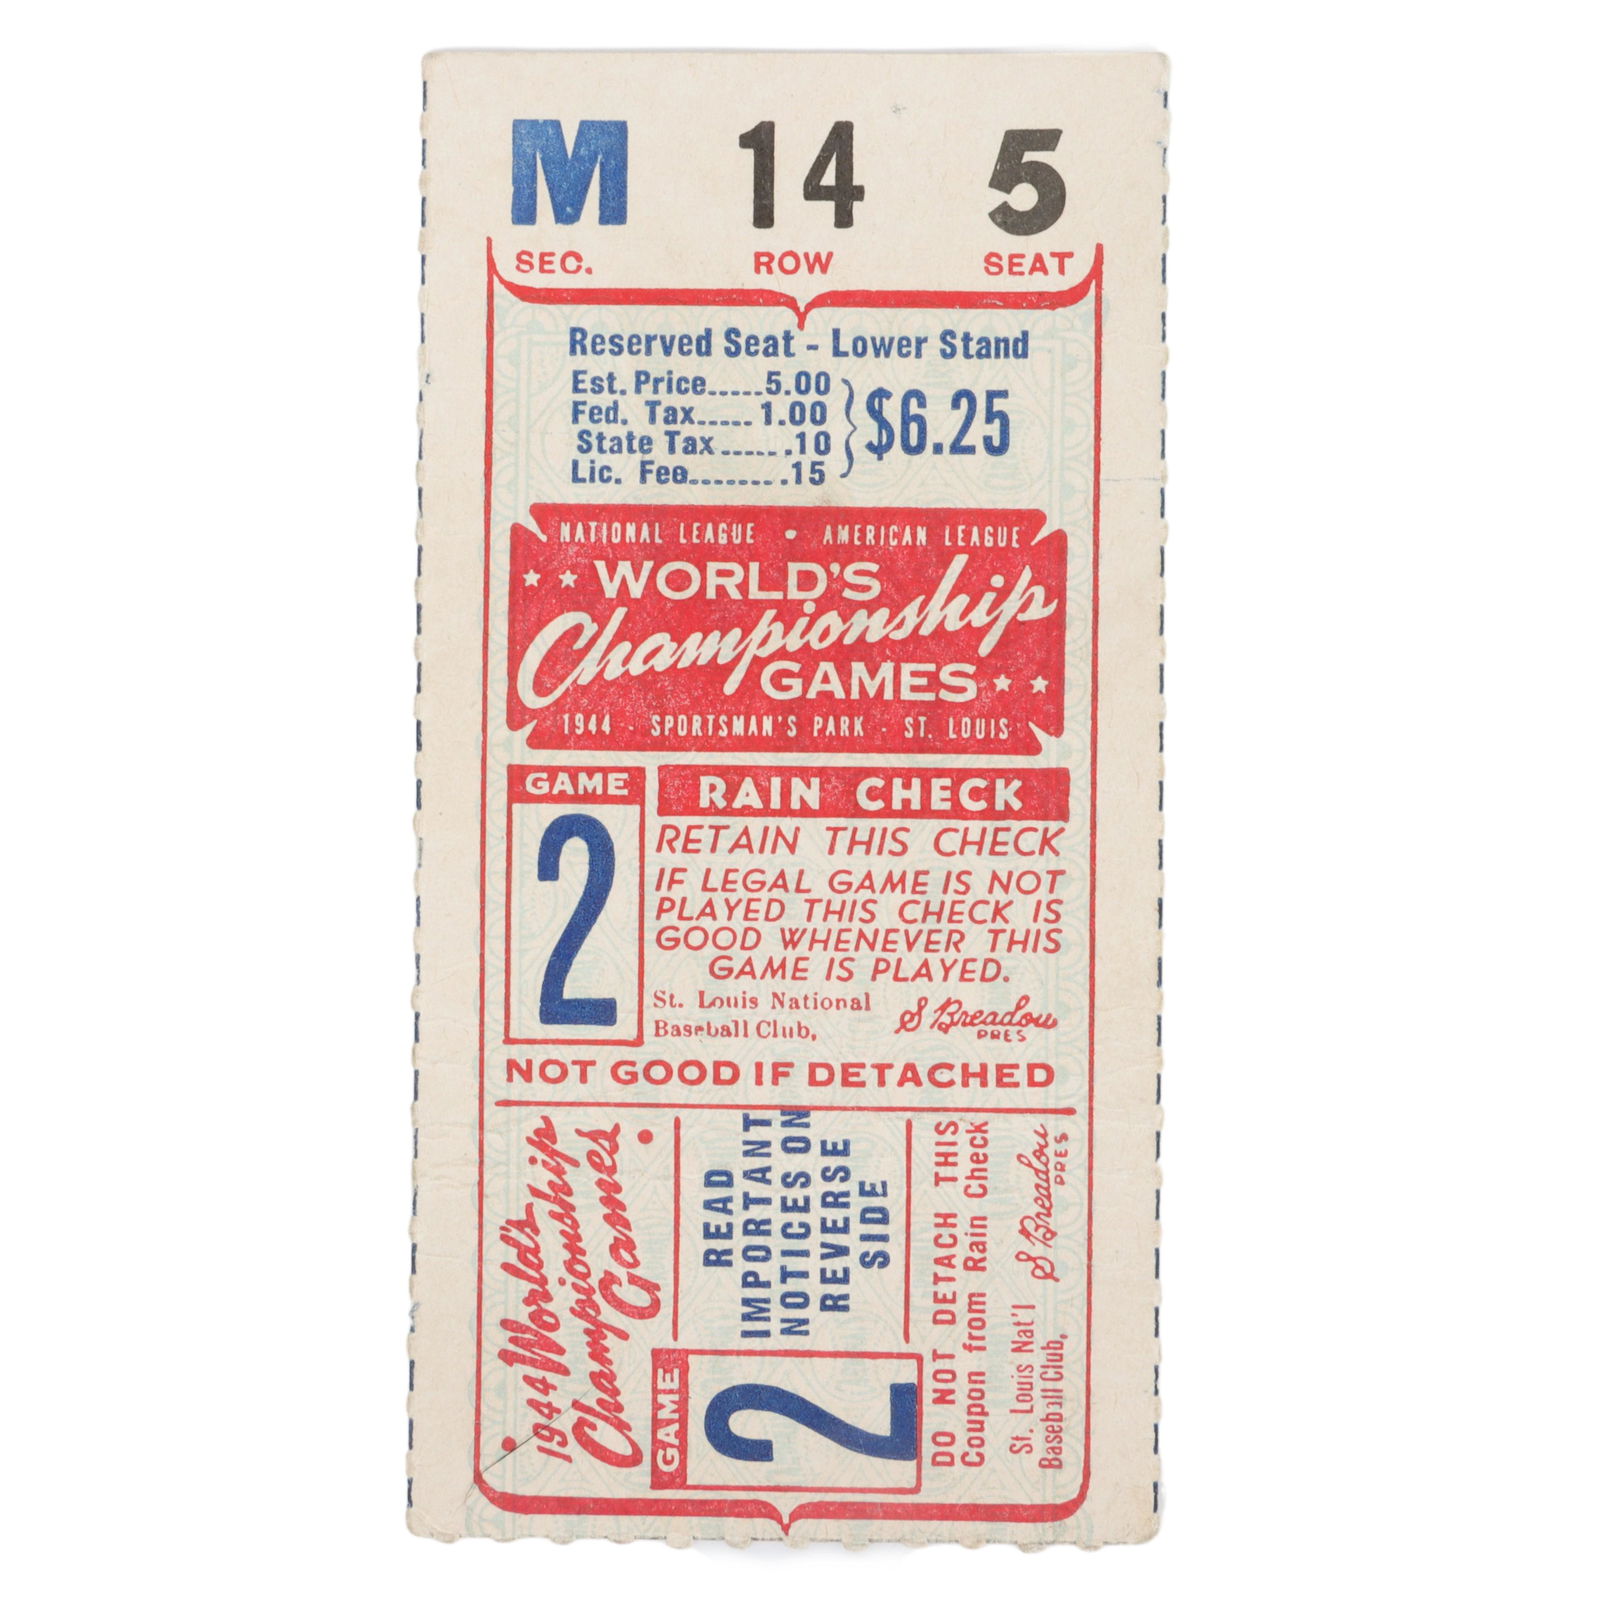 M 14 5
SEC. ROW SEAT
Reserved Seat - Lower Stand
Est. Price.....5.00
Fed. Tax.....1.00
State Tax.......10
Lic. Fee.........15
$6.25
NATIONAL LEAGUE • AMERICAN LEAGUE
WORLD'S
Championship
GAMES
1944 - SPORTSMAN'S PARK - ST. LOUIS
GAME
2
RAIN CHECK
RETAIN THIS CHECK
IF LEGAL GAME IS NOT
PLAYED THIS CHECK IS
GOOD WHENEVER THIS
GAME IS PLAYED.
St. Louis National
Baseball Club,
S Breadon
PRES
NOT GOOD IF DETACHED
1944 World's
Championship
Games
READ
IMPORTANT
NOTICES ON
REVERSE
SIDE
GAME
2
DO NOT DETACH THIS
Coupon from Rain Check
St. Louis Nat'l
Baseball Club,
S Breadon
PRES